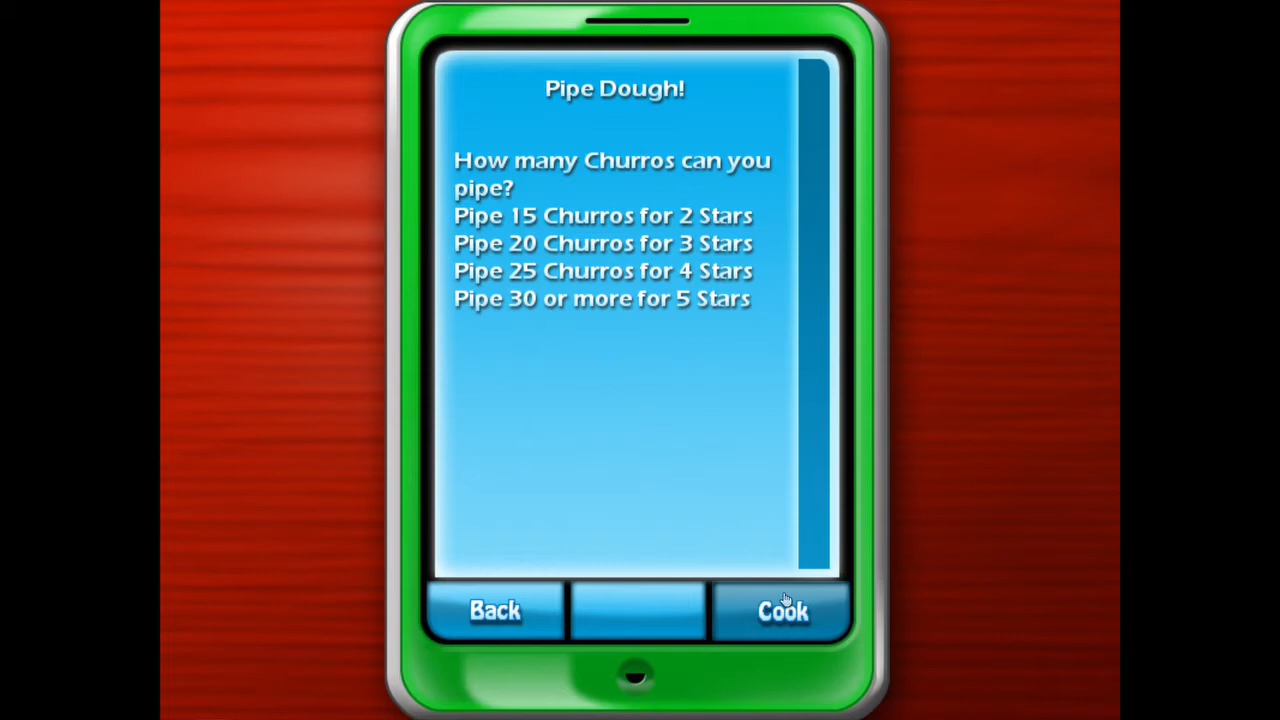 Pipe Dough!
How many Churros can you
pipe?
Pipe 15 Churros for 2 Stars
Pipe 20 Churros for 3 Stars
Pipe 25 Churros for 4 Stars
Pipe 30 or more for 5 Stars
Back
Cook